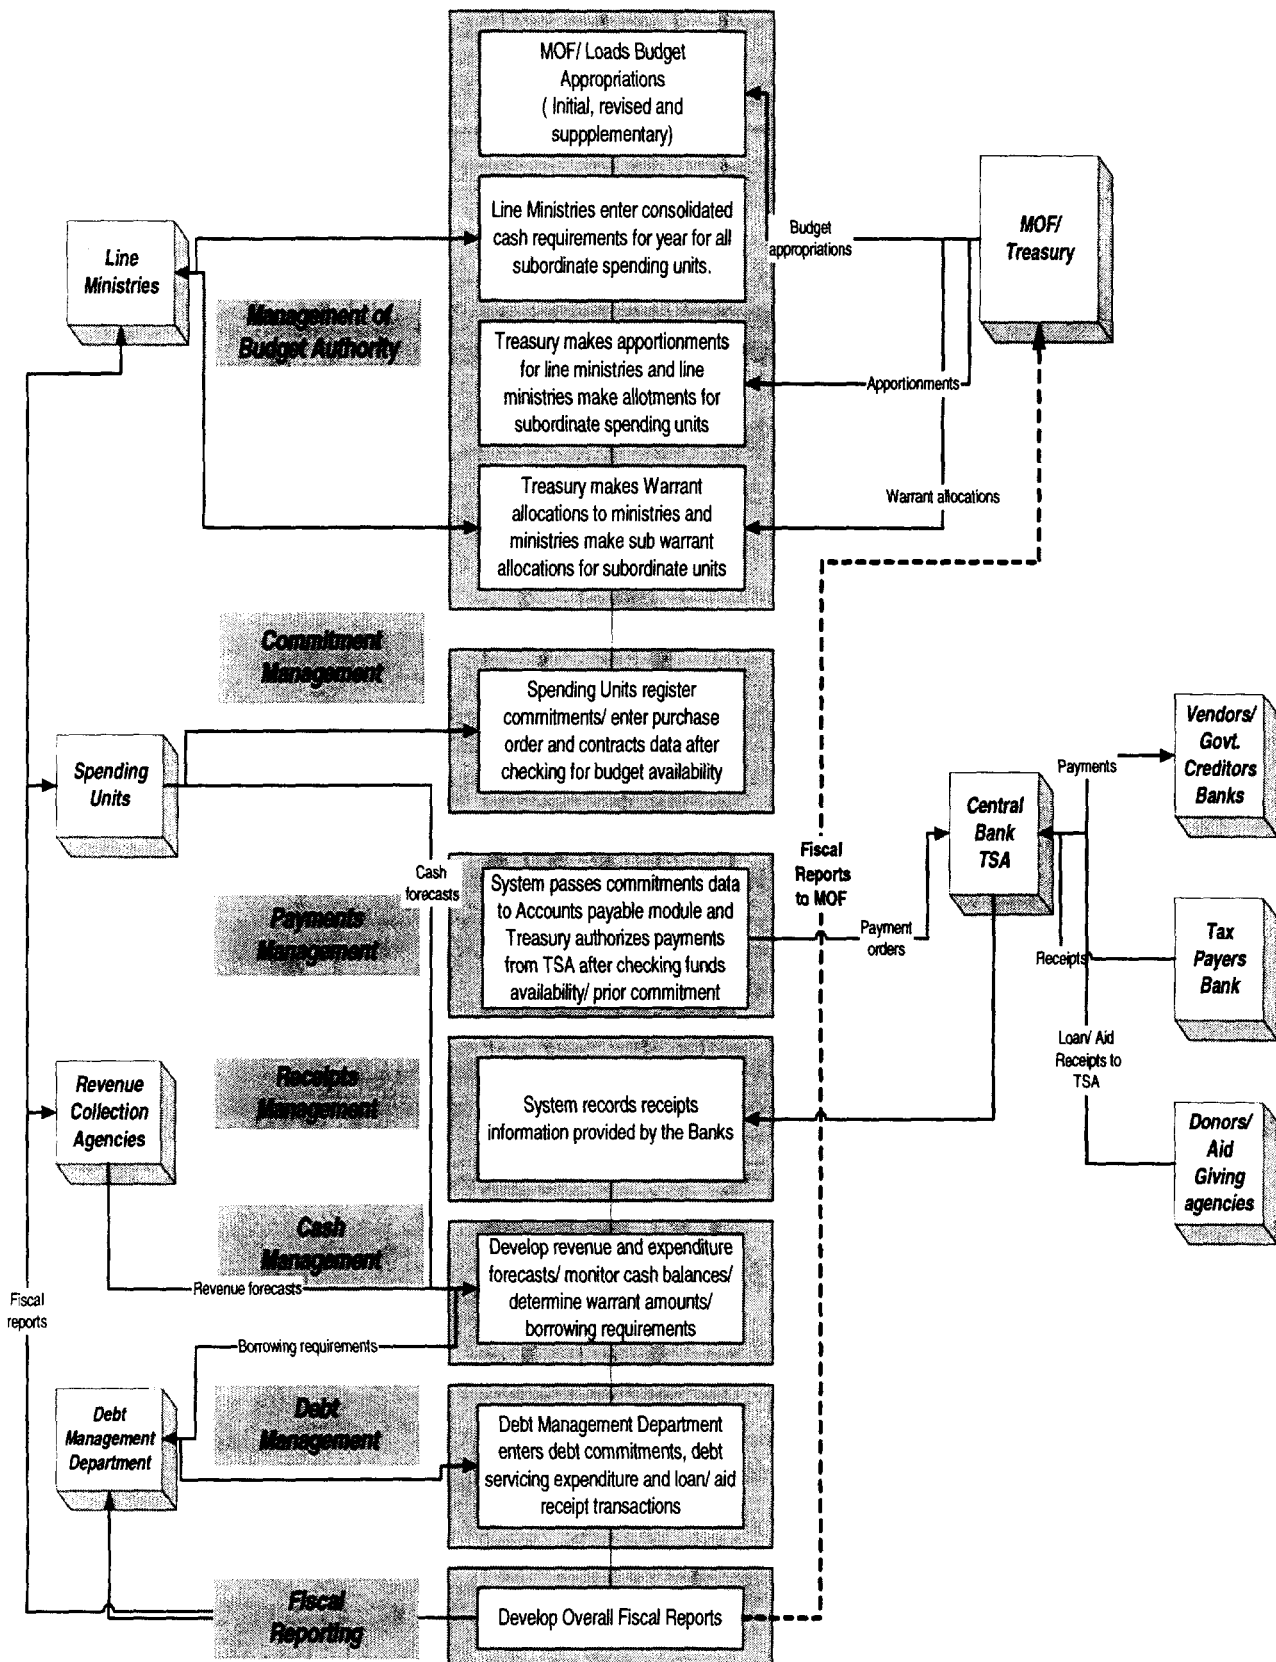 MOF/ Loads Budget
Appropriations
( Initial, revised and
suppplementary)
Line Ministries enter consolidated
cash requirements for year for all
subordinate spending units.
Treasury makes apportionments
for line ministries and line
ministries make allotments for
subordinate spending units
Treasury makes Warrant
allocations to ministries and
ministries make sub warrant
allocations for subordinate units
Line
Ministries
Management of
Budget Authority
Budget
appropriations
MOF/
Treasury
Apportionments
Warrant allocations
Commitment
Management
Spending Units register
commitments/ enter purchase
order and contracts data after
checking for budget availability
Spending
Units
Cash
forecasts
Payments
Management
System passes commitments data
to Accounts payable module and
Treasury authorizes payments
from TSA after checking funds
availability/ prior commitment
Fiscal
Reports
to MOF
Payment
orders
Central
Bank
TSA
Payments
Vendors/
Govt.
Creditors
Banks
Receipts
Tax
Payers
Bank
Loan/ Aid
Receipts to
TSA
Donors/
Aid
Giving
agencies
Revenue
Collection
Agencies
Receipts
Management
System records receipts
information provided by the Banks
Cash
Management
Develop revenue and expenditure
forecasts/ monitor cash balances/
determine warrant amounts/
borrowing requirements
Revenue forecasts
Fiscal
reports
Borrowing requirements
Debt
Management
Department
Debt
Management
Debt Management Department
enters debt commitments, debt
servicing expenditure and loan/ aid
receipt transactions
Fiscal
Reporting
Develop Overall Fiscal Reports